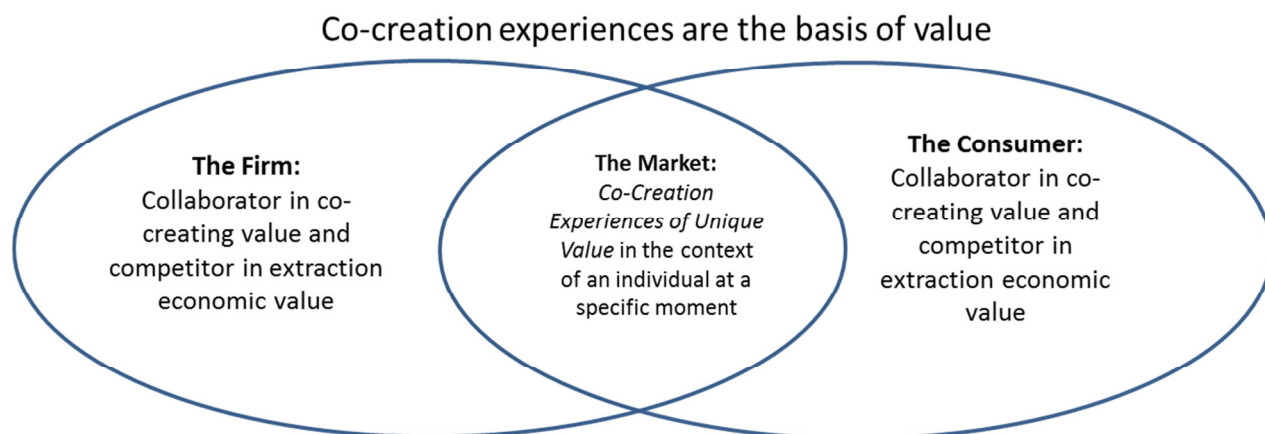 Co-creation experiences are the basis of value
The Firm:
Collaborator in co-
creating value and
competitor in extraction
economic value
The Market:
Co-Creation
Experiences of Unique
Value in the context
of an individual at a
specific moment
The Consumer:
Collaborator in co-
creating value and
competitor in
extraction economic
value